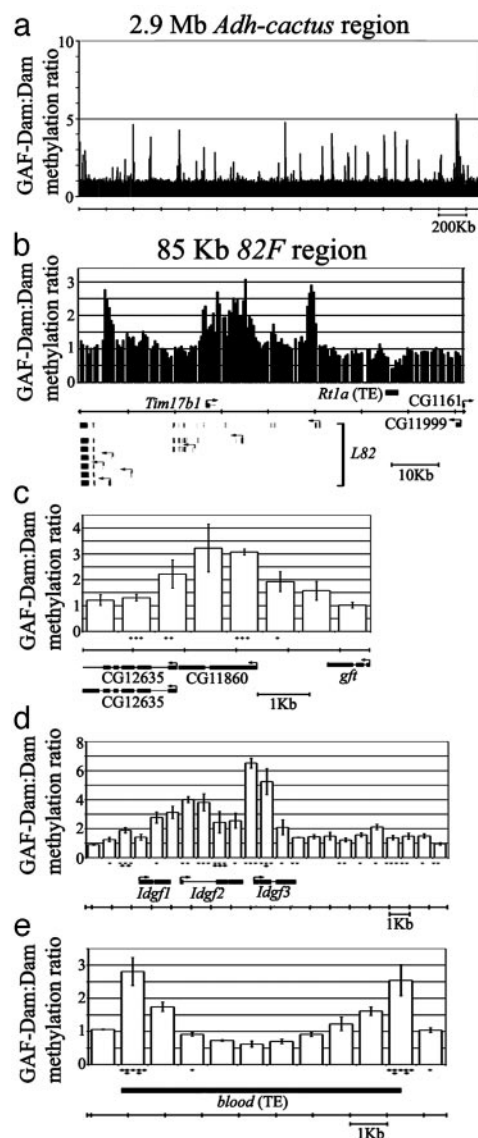 a 2.9 Mb Adh-cactus region
GAF-Dam:Dam
methylation ratio
10
5
0
200Kb
b 85 Kb 82F region
GAF-Dam:Dam
methylation ratio
3
2
1
0
Rt1a (TE)
CG1161
Tim17b1
CG11999
L82
10Kb
c
GAF-Dam:Dam
methylation ratio
4
3
2
1
0
CG12635
CG11860
gft
CG12635
1Kb
d
GAF-Dam:Dam
methylation ratio
8
6
4
2
0
Idgf1
Idgf2
Idgf3
1Kb
e
GAF-Dam:Dam
methylation ratio
3
2
1
0
blood (TE)
1Kb